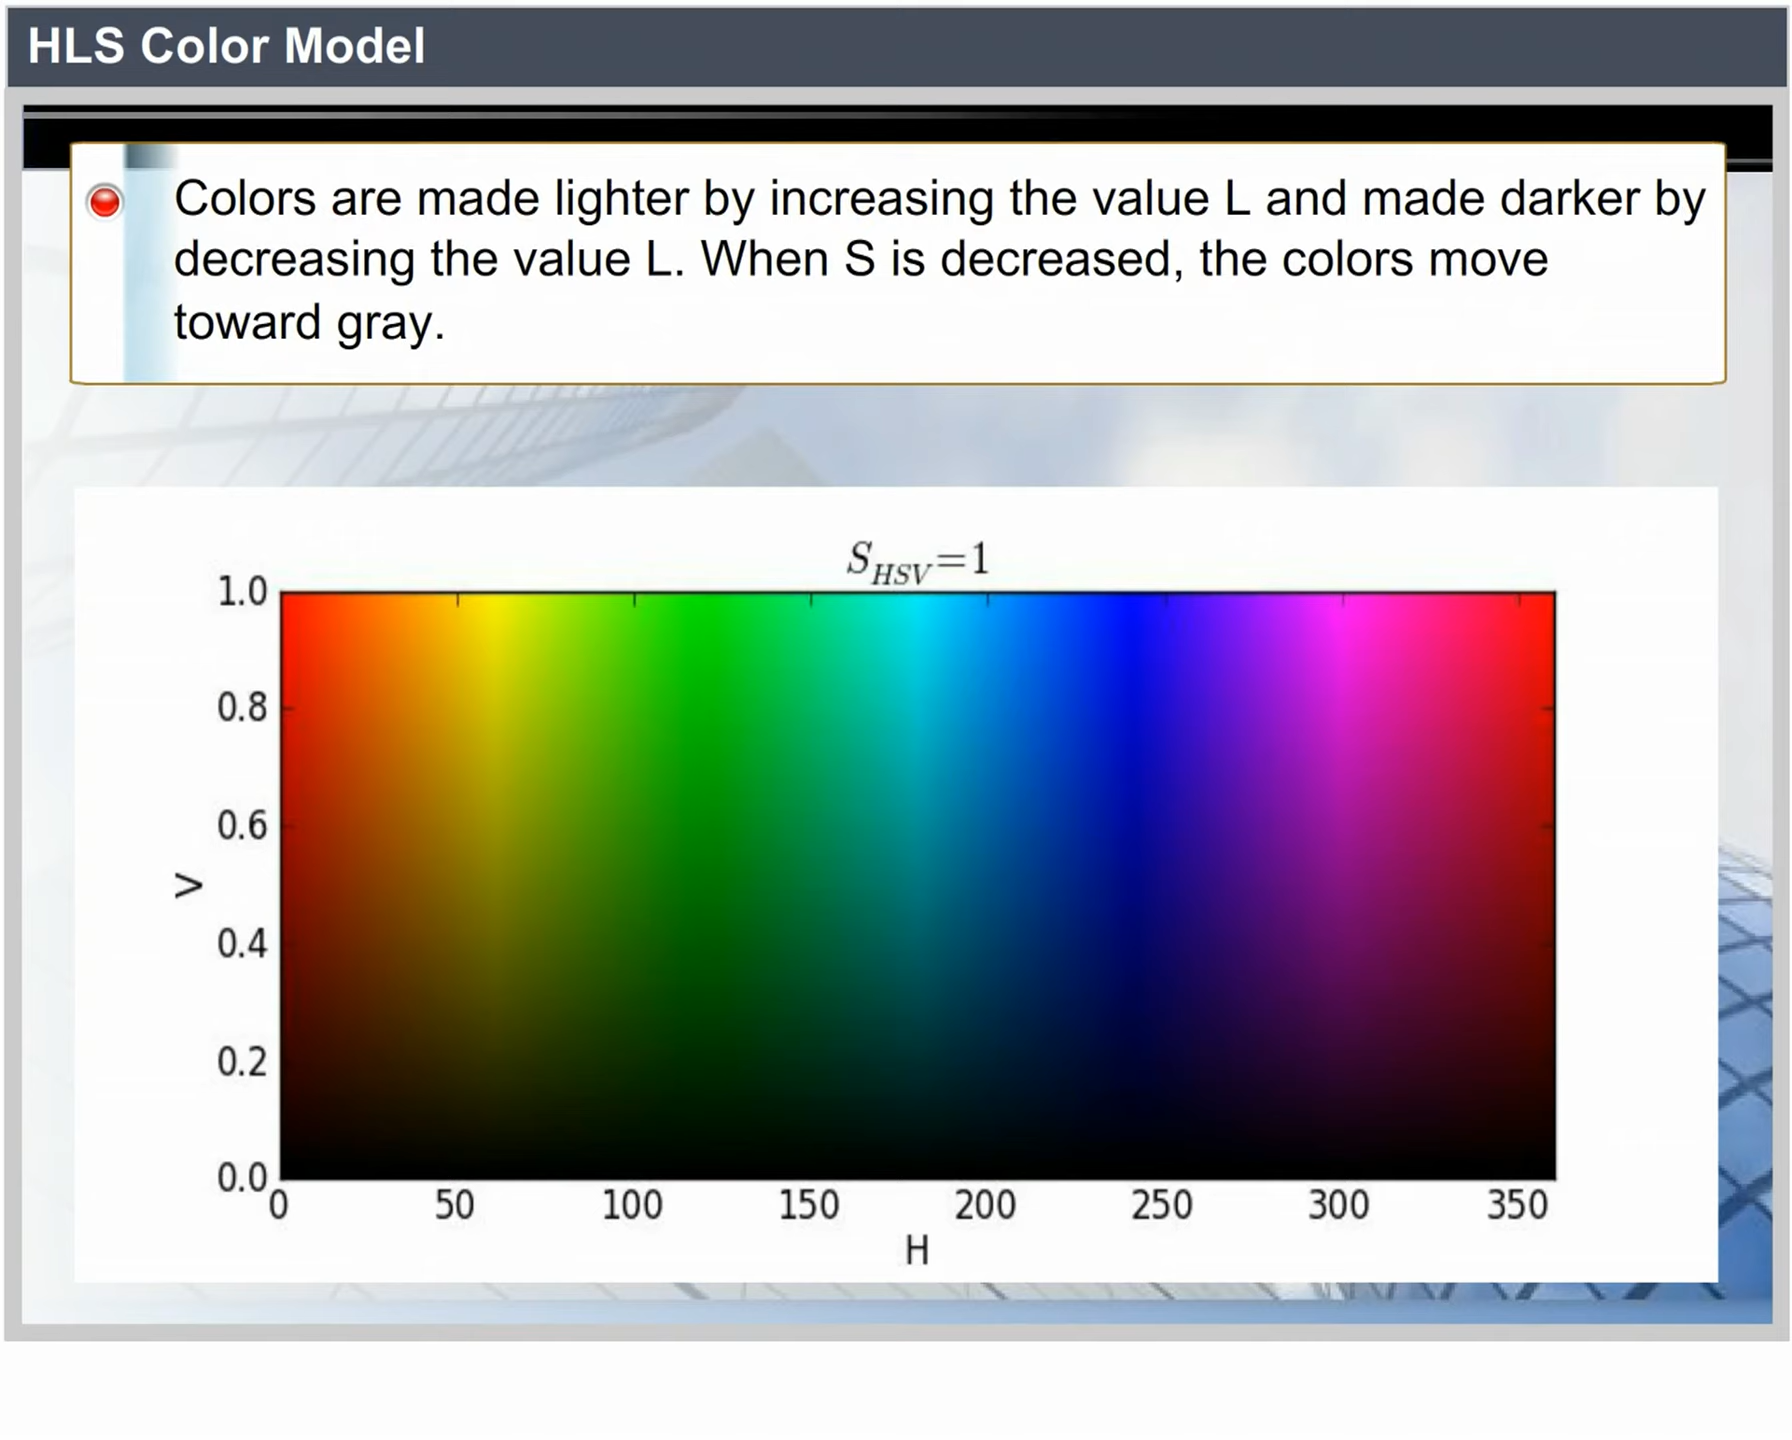 HLS Color Model
Colors are made lighter by increasing the value L and made darker by
decreasing the value L. When S is decreased, the colors move
toward gray.
S_HSV=1
1.0
0.8
0.6
0.4
0.2
0.0
V
0 50 100 150 200 250 300 350
H